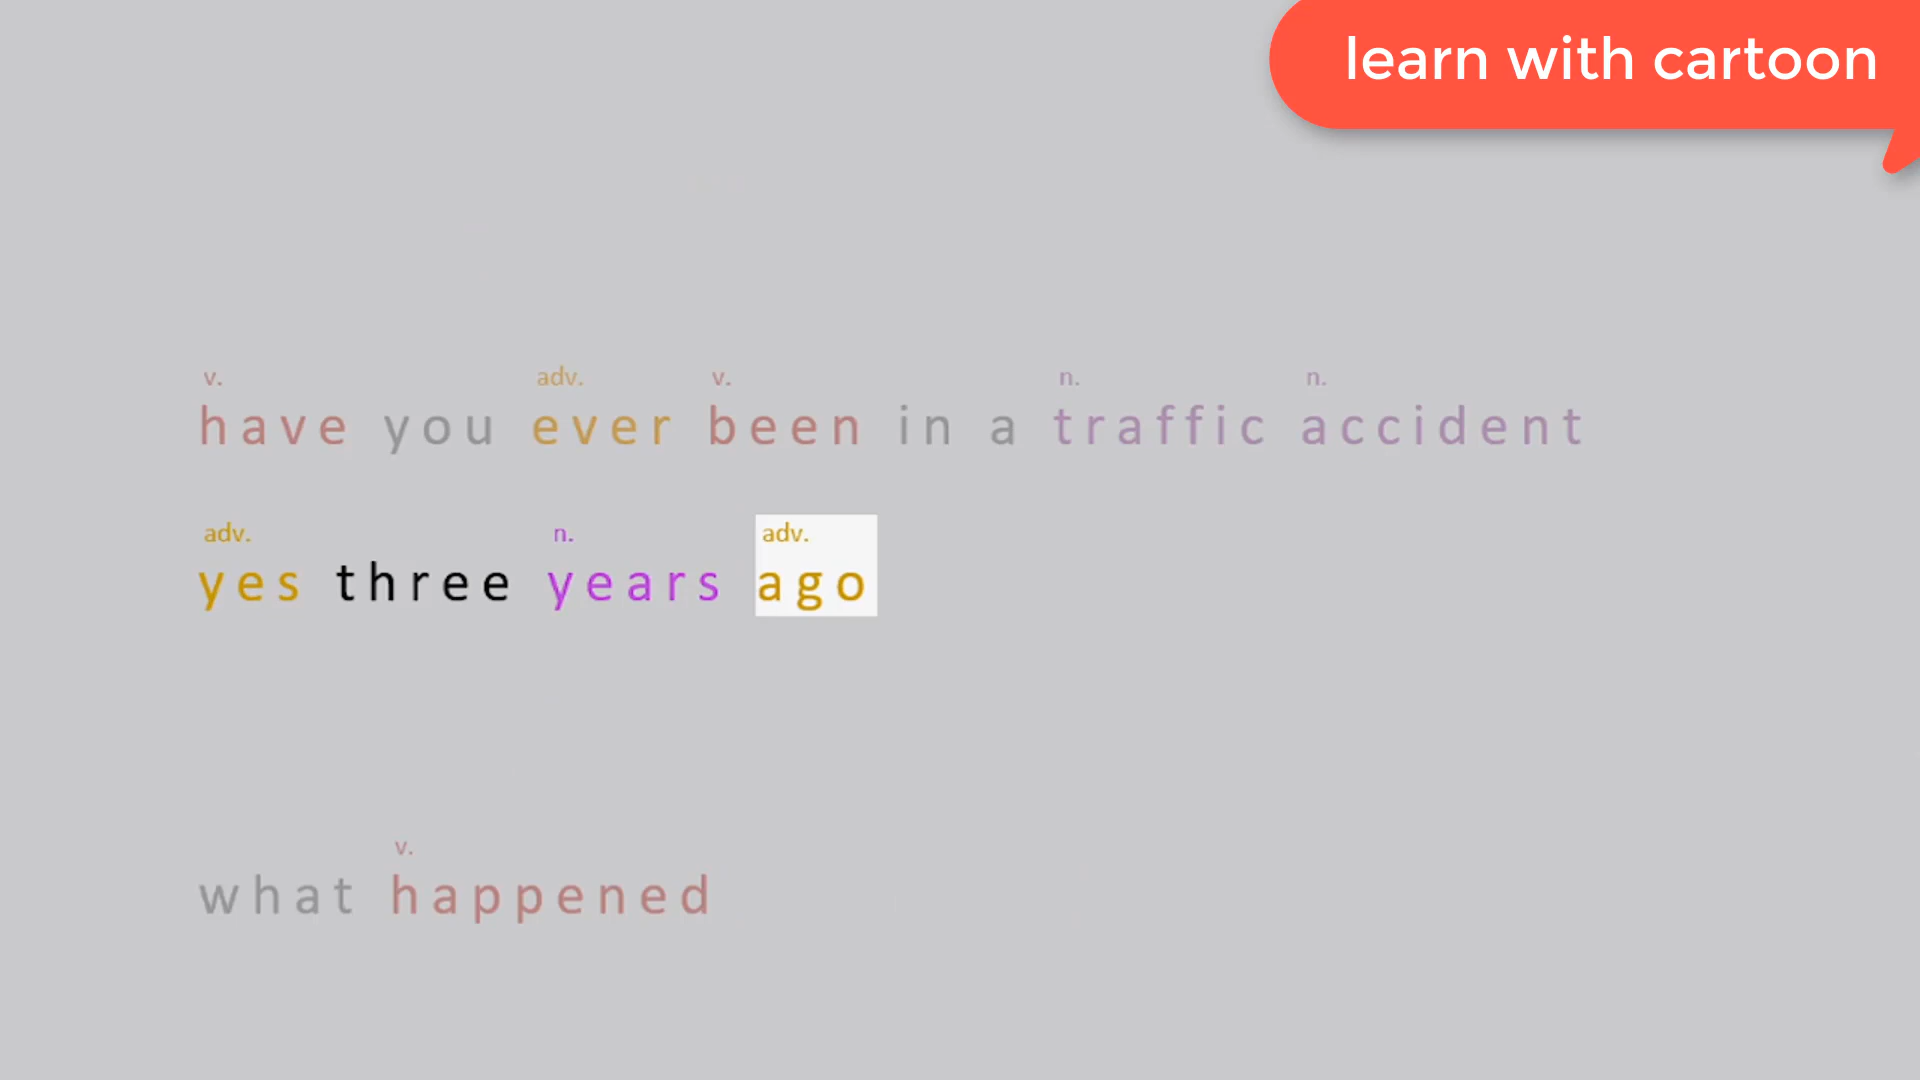 learn with cartoon
v. adv. v. n. n.
have you ever been in a traffic accident
adv. n. adv.
yes three years ago
v.
what happened